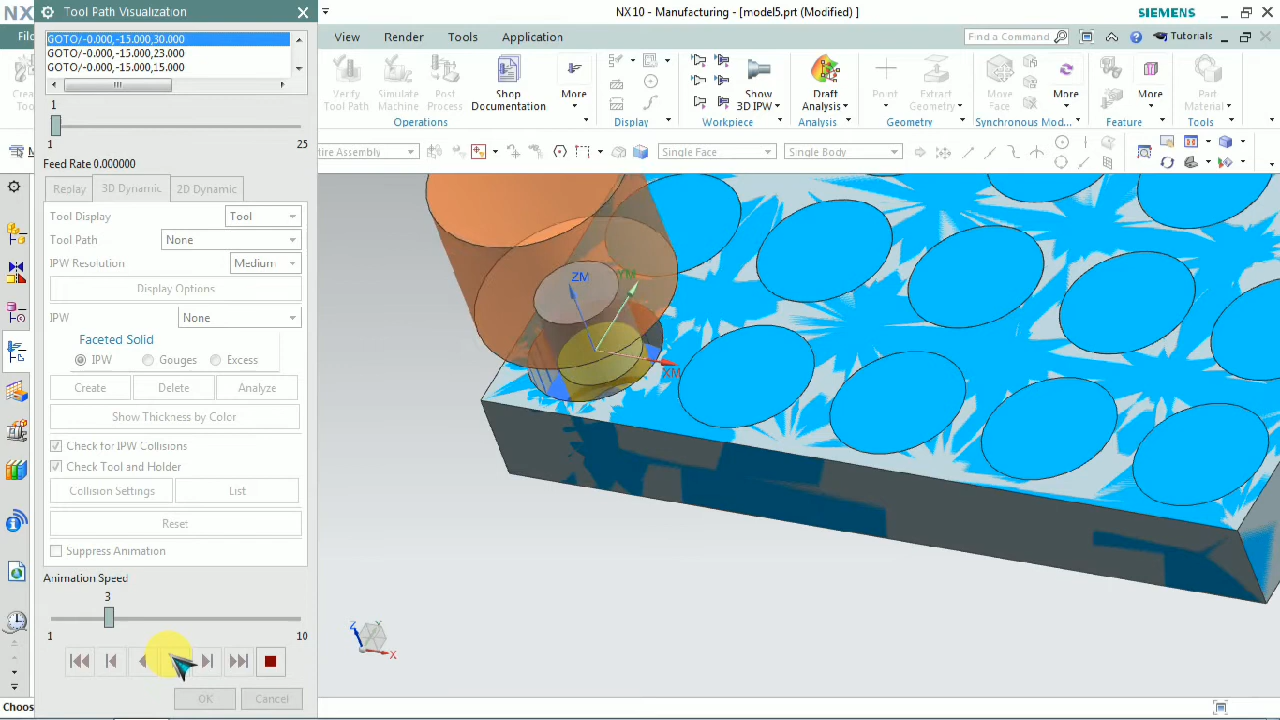 NX
Tool Path Visualization
NX10 - Manufacturing - [model5.prt (Modified) ]
SIEMENS
View
Render
Tools
Application
Find a Command
Tutorials
GOTO/-0.000,-15.000,30.000
GOTO/-0.000,-15.000,23.000
GOTO/-0.000,-15.000,15.000
Verify
Tool Path
Simulate
Machine
Post
Process
Shop
Documentation
More
Show
3D IPW
Draft
Analysis
Point
Extract
Geometry
More
Face
More
More
Part
Material
Operations
Display
Workpiece
Analysis
Geometry
Synchronous Mod...
Feature
Tools
1
1
25
ire Assembly
Single Face
Single Body
Feed Rate 0.000000
Replay
3D Dynamic
2D Dynamic
Tool Display
Tool
Tool Path
None
IPW Resolution
Medium
Display Options
IPW
None
Faceted Solid
IPW
Gouges
Excess
Create
Delete
Analyze
Show Thickness by Color
Check for IPW Collisions
Check Tool and Holder
Collision Settings
List
Reset
Suppress Animation
Animation Speed
3
1
10
OK
Cancel
ZM
YM
XM
Z
Y
X